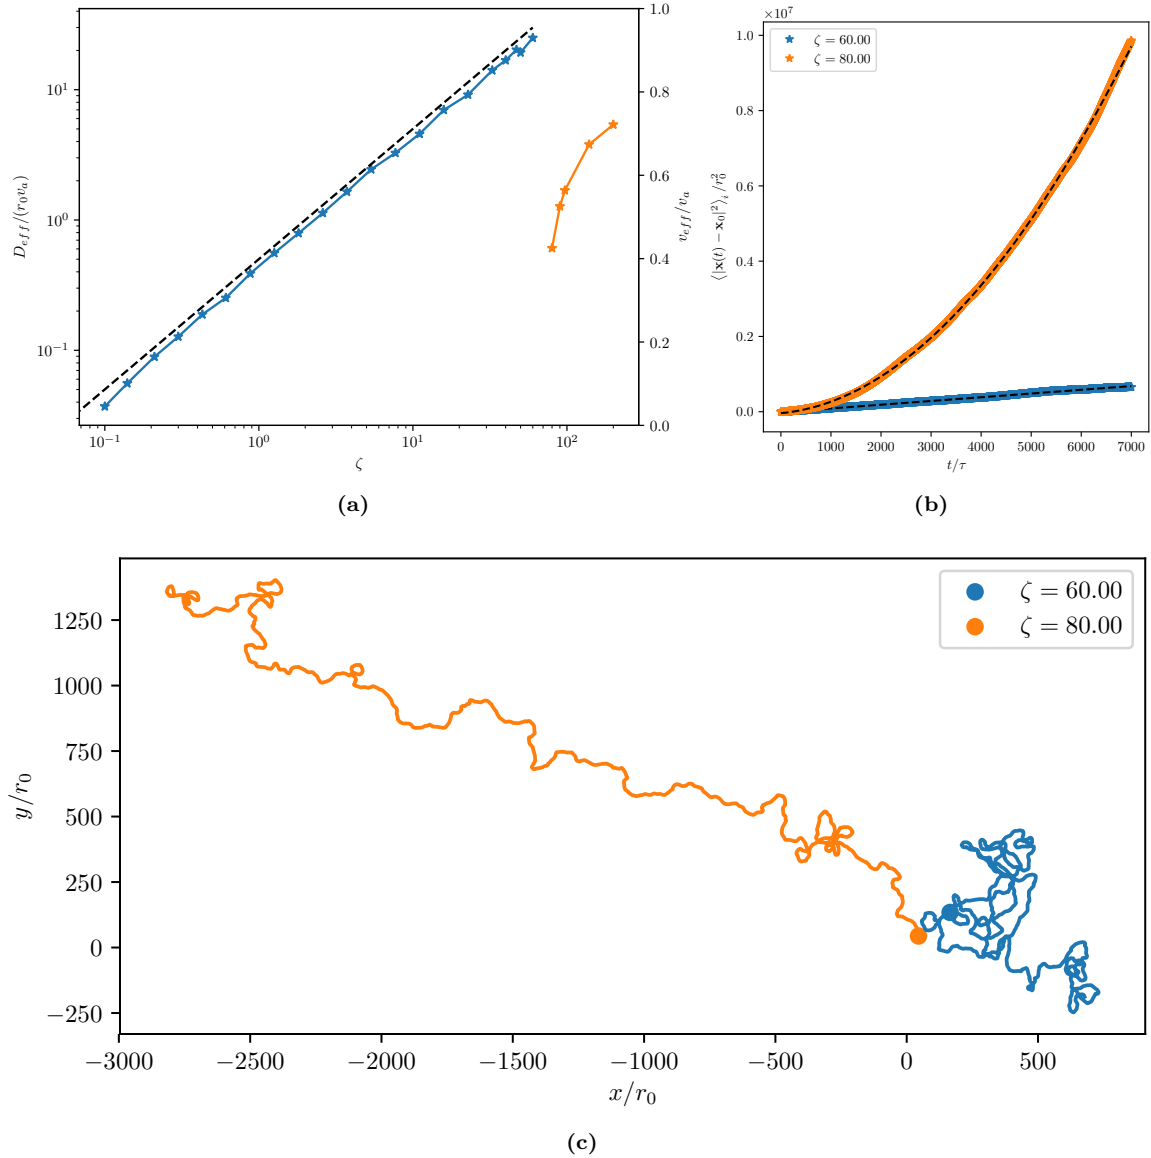 10^1
10^0
10^{-1}
D_{eff}/(r_0 v_a)
10^{-1} 10^0 10^1 10^2
ζ
1.0
0.8
0.6
0.4
0.2
0.0
v_{eff}/v_a
(a)
×10^7
ζ = 60.00
ζ = 80.00
1.0
0.8
0.6
0.4
0.2
0.0
⟨|x(t) − x_0|^2⟩_i/r_0^2
0 1000 2000 3000 4000 5000 6000 7000
t/τ
(b)
ζ = 60.00
ζ = 80.00
1250
1000
750
500
250
0
−250
y/r_0
−3000 −2500 −2000 −1500 −1000 −500 0 500
x/r_0
(c)